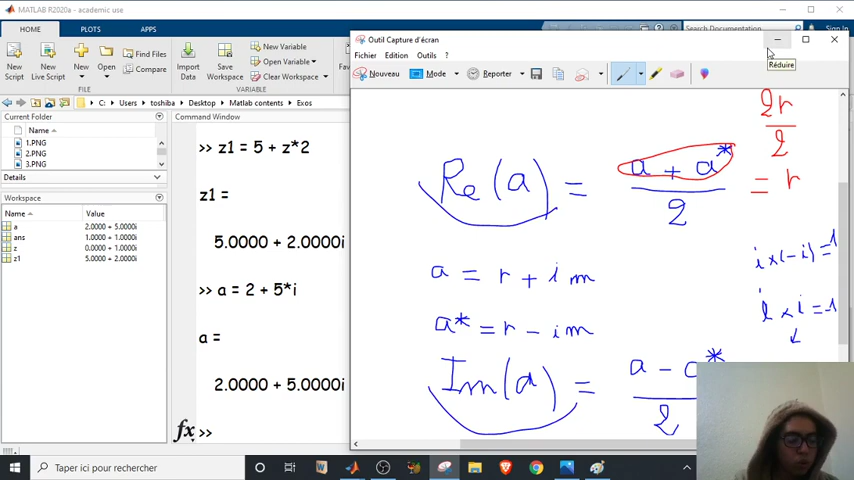 MATLAB R2020a - academic use
HOME
PLOTS
APPS
Search Documentation
New Script
New Live Script
New
Open
Find Files
Compare
Import Data
Save Workspace
New Variable
Open Variable
Clear Workspace
C: Users toshiba Desktop Matlab contents Exos
Current Folder
Name
1.PNG
2.PNG
3.PNG
Details
Workspace
Name Value
a 2.0000 + 5.0000i
ans 1.0000 + 1.0000i
z 0.0000 + 1.0000i
z1 5.0000 + 2.0000i
Command Window
>> z1 = 5 + z*2
z1 =
5.0000 + 2.0000i
>> a = 2 + 5*i
a =
2.0000 + 5.0000i
fx >>
Outil Capture d'écran
Fichier Edition Outils ?
Nouveau Mode Reporter
Réduire
Re(a) = a + a* / 2
2r / 2
= r
a = r + im
a* = r - im
i x (-i) = 1
i x i = -1
Im(a) = a - a* / 2
Taper ici pour rechercher